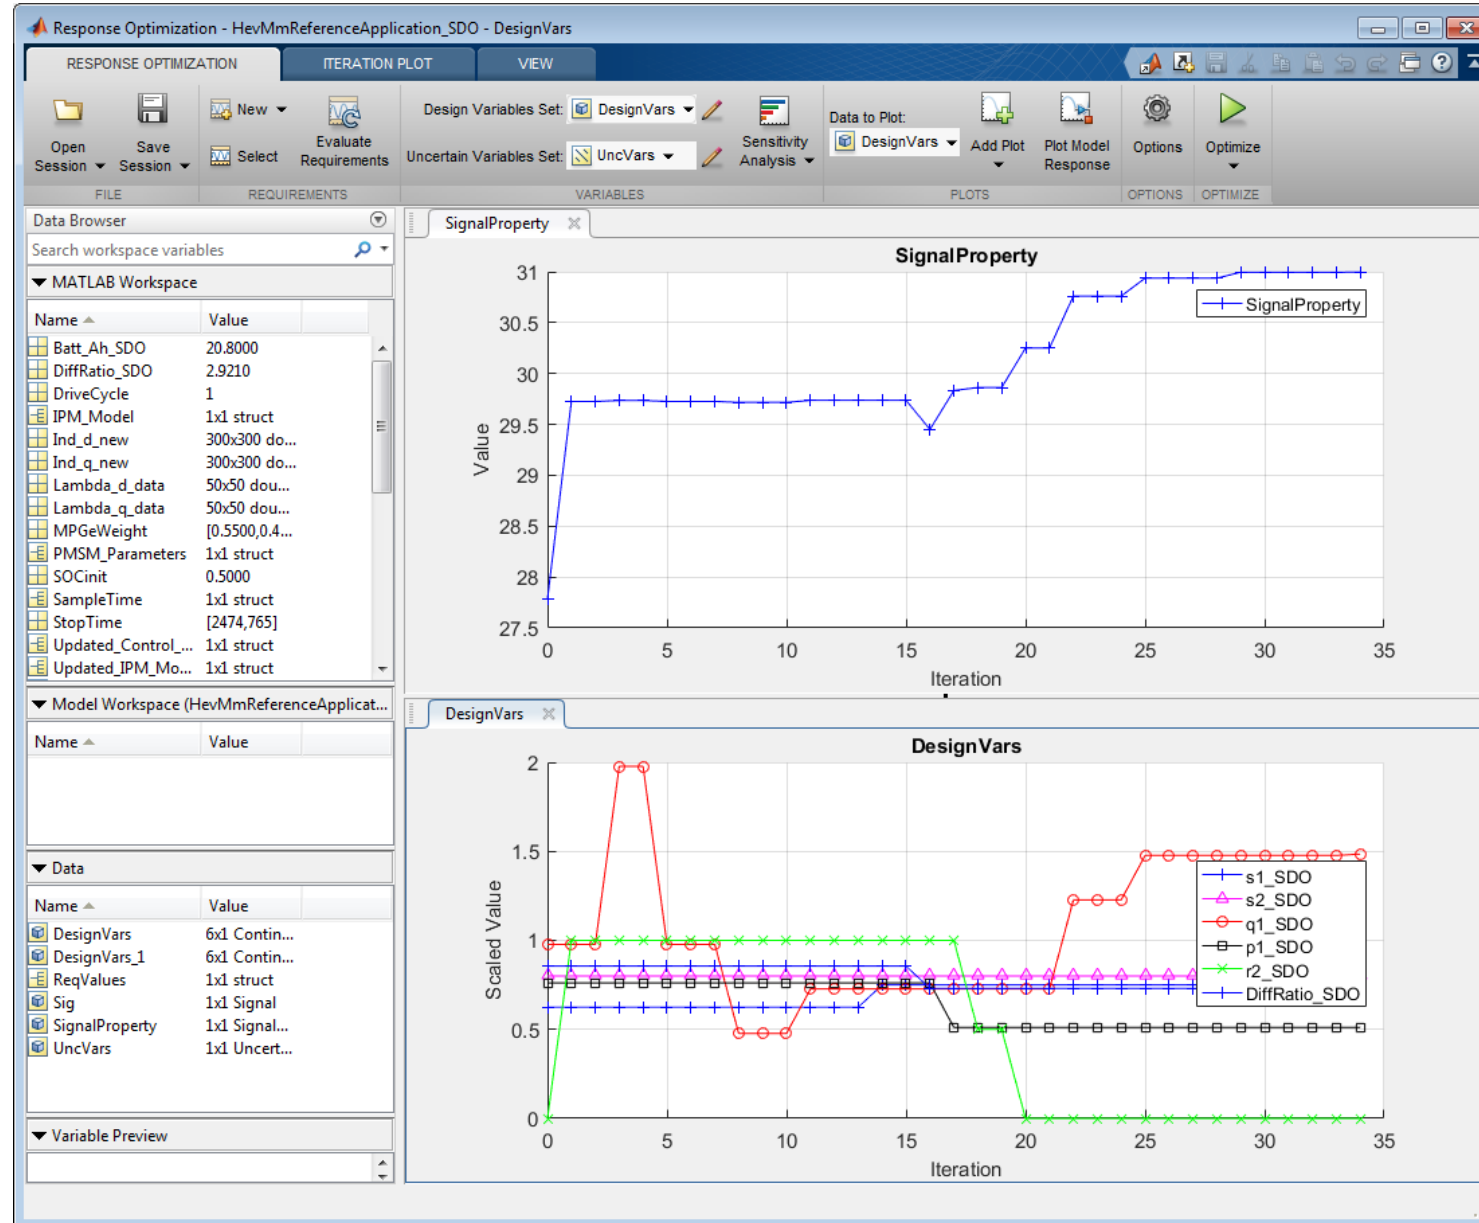 Response Optimization - HevMmReferenceApplication_SDO - DesignVars
RESPONSE OPTIMIZATION ITERATION PLOT VIEW
Open Session
Save Session
New
Select
Evaluate Requirements
Design Variables Set: DesignVars
Uncertain Variables Set: UncVars
Sensitivity Analysis
Data to Plot:
DesignVars
Add Plot
Plot Model Response
Options
Optimize
FILE REQUIREMENTS VARIABLES PLOTS OPTIONS OPTIMIZE
Data Browser
Search workspace variables
MATLAB Workspace
Name Value
Batt_Ah_SDO 20.8000
DiffRatio_SDO 2.9210
DriveCycle 1
IPM_Model 1x1 struct
Ind_d_new 300x300 do...
Ind_q_new 300x300 do...
Lambda_d_data 50x50 dou...
Lambda_q_data 50x50 dou...
MPGeWeight [0.5500,0.4...
PMSM_Parameters 1x1 struct
SOCinit 0.5000
SampleTime 1x1 struct
StopTime [2474,765]
Updated_Control_... 1x1 struct
Updated_IPM_Mo... 1x1 struct
Model Workspace (HevMmReferenceApplicat...
Name Value
Data
Name Value
DesignVars 6x1 Contin...
DesignVars_1 6x1 Contin...
ReqValues 1x1 struct
Sig 1x1 Signal
SignalProperty 1x1 Signal...
UncVars 1x1 Uncert...
Variable Preview
SignalProperty
SignalProperty
31
30.5
30
29.5
29
28.5
28
27.5
Value
0 5 10 15 20 25 30 35
Iteration
SignalProperty
DesignVars
DesignVars
2
1.5
1
0.5
0
Scaled Value
0 5 10 15 20 25 30 35
Iteration
s1_SDO
s2_SDO
q1_SDO
p1_SDO
r2_SDO
DiffRatio_SDO